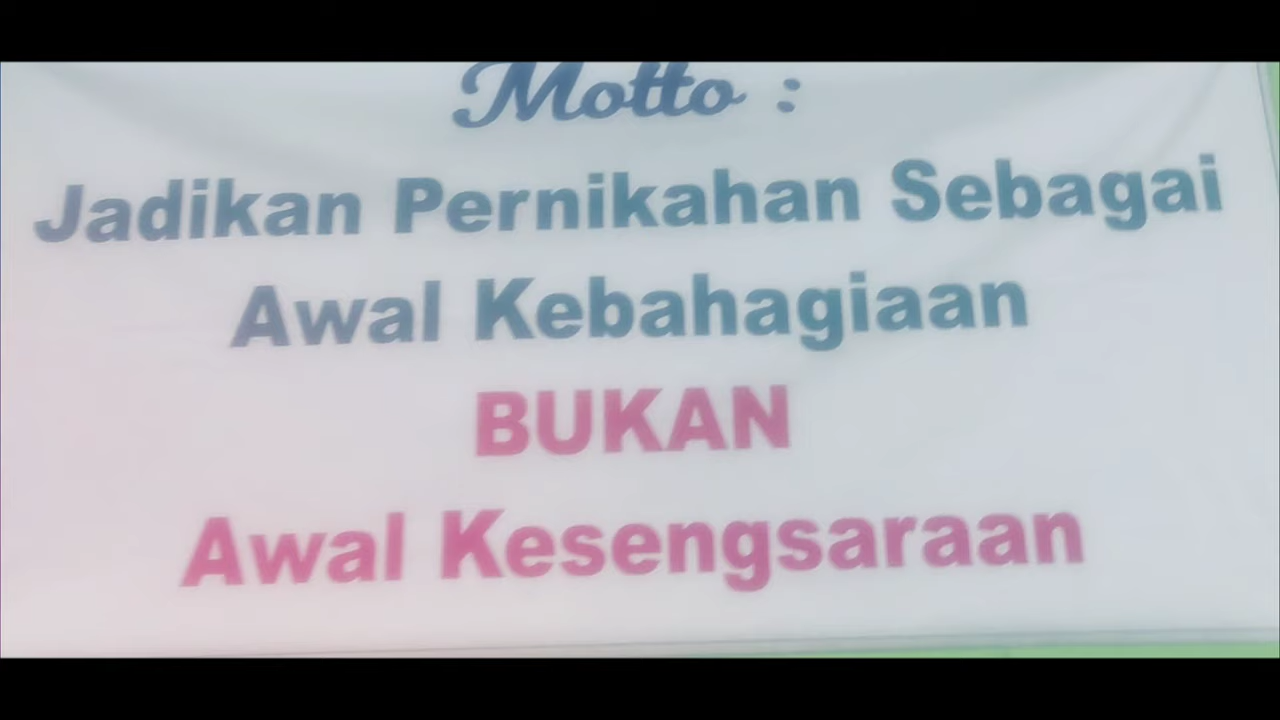 Motto :
Jadikan Pernikahan Sebagai
Awal Kebahagiaan
BUKAN
Awal Kesengsaraan